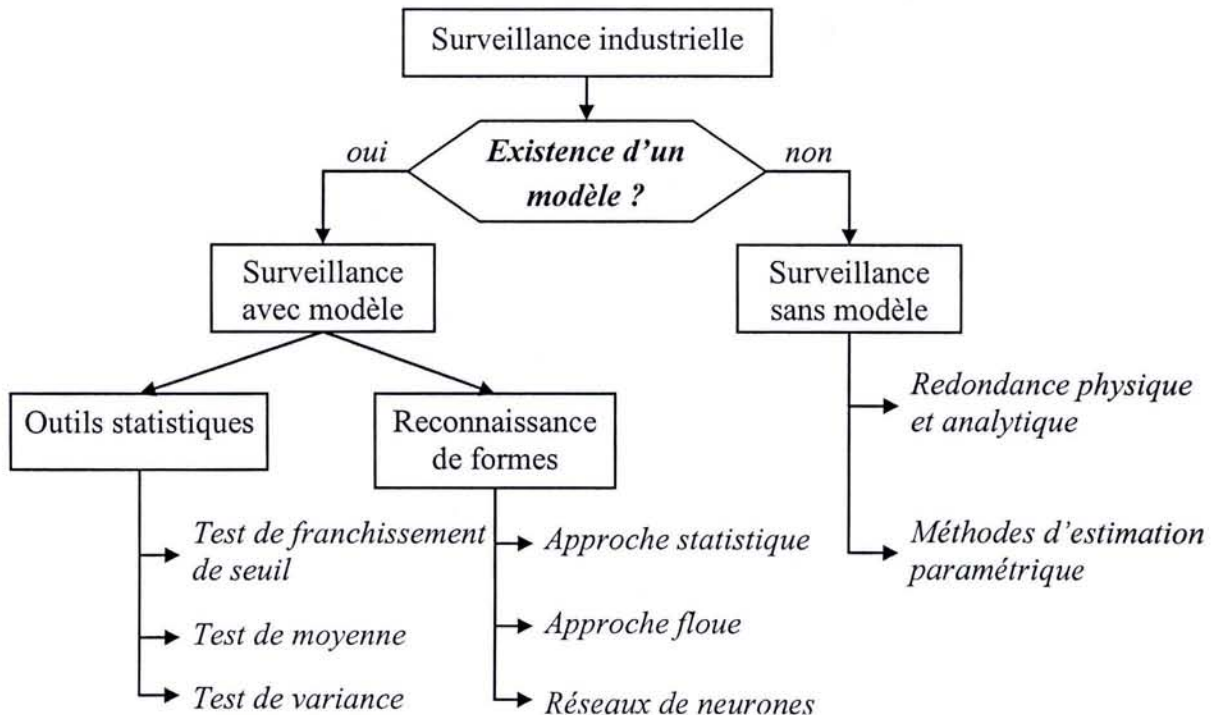 Surveillance industrielle
Existence d'un
modèle ?
oui
non
Surveillance
avec modèle
Surveillance
sans modèle
Outils statistiques
Reconnaissance
de formes
Redondance physique
et analytique
Test de franchissement
de seuil
Approche statistique
Méthodes d'estimation
paramétrique
Test de moyenne
Approche floue
Test de variance
Réseaux de neurones